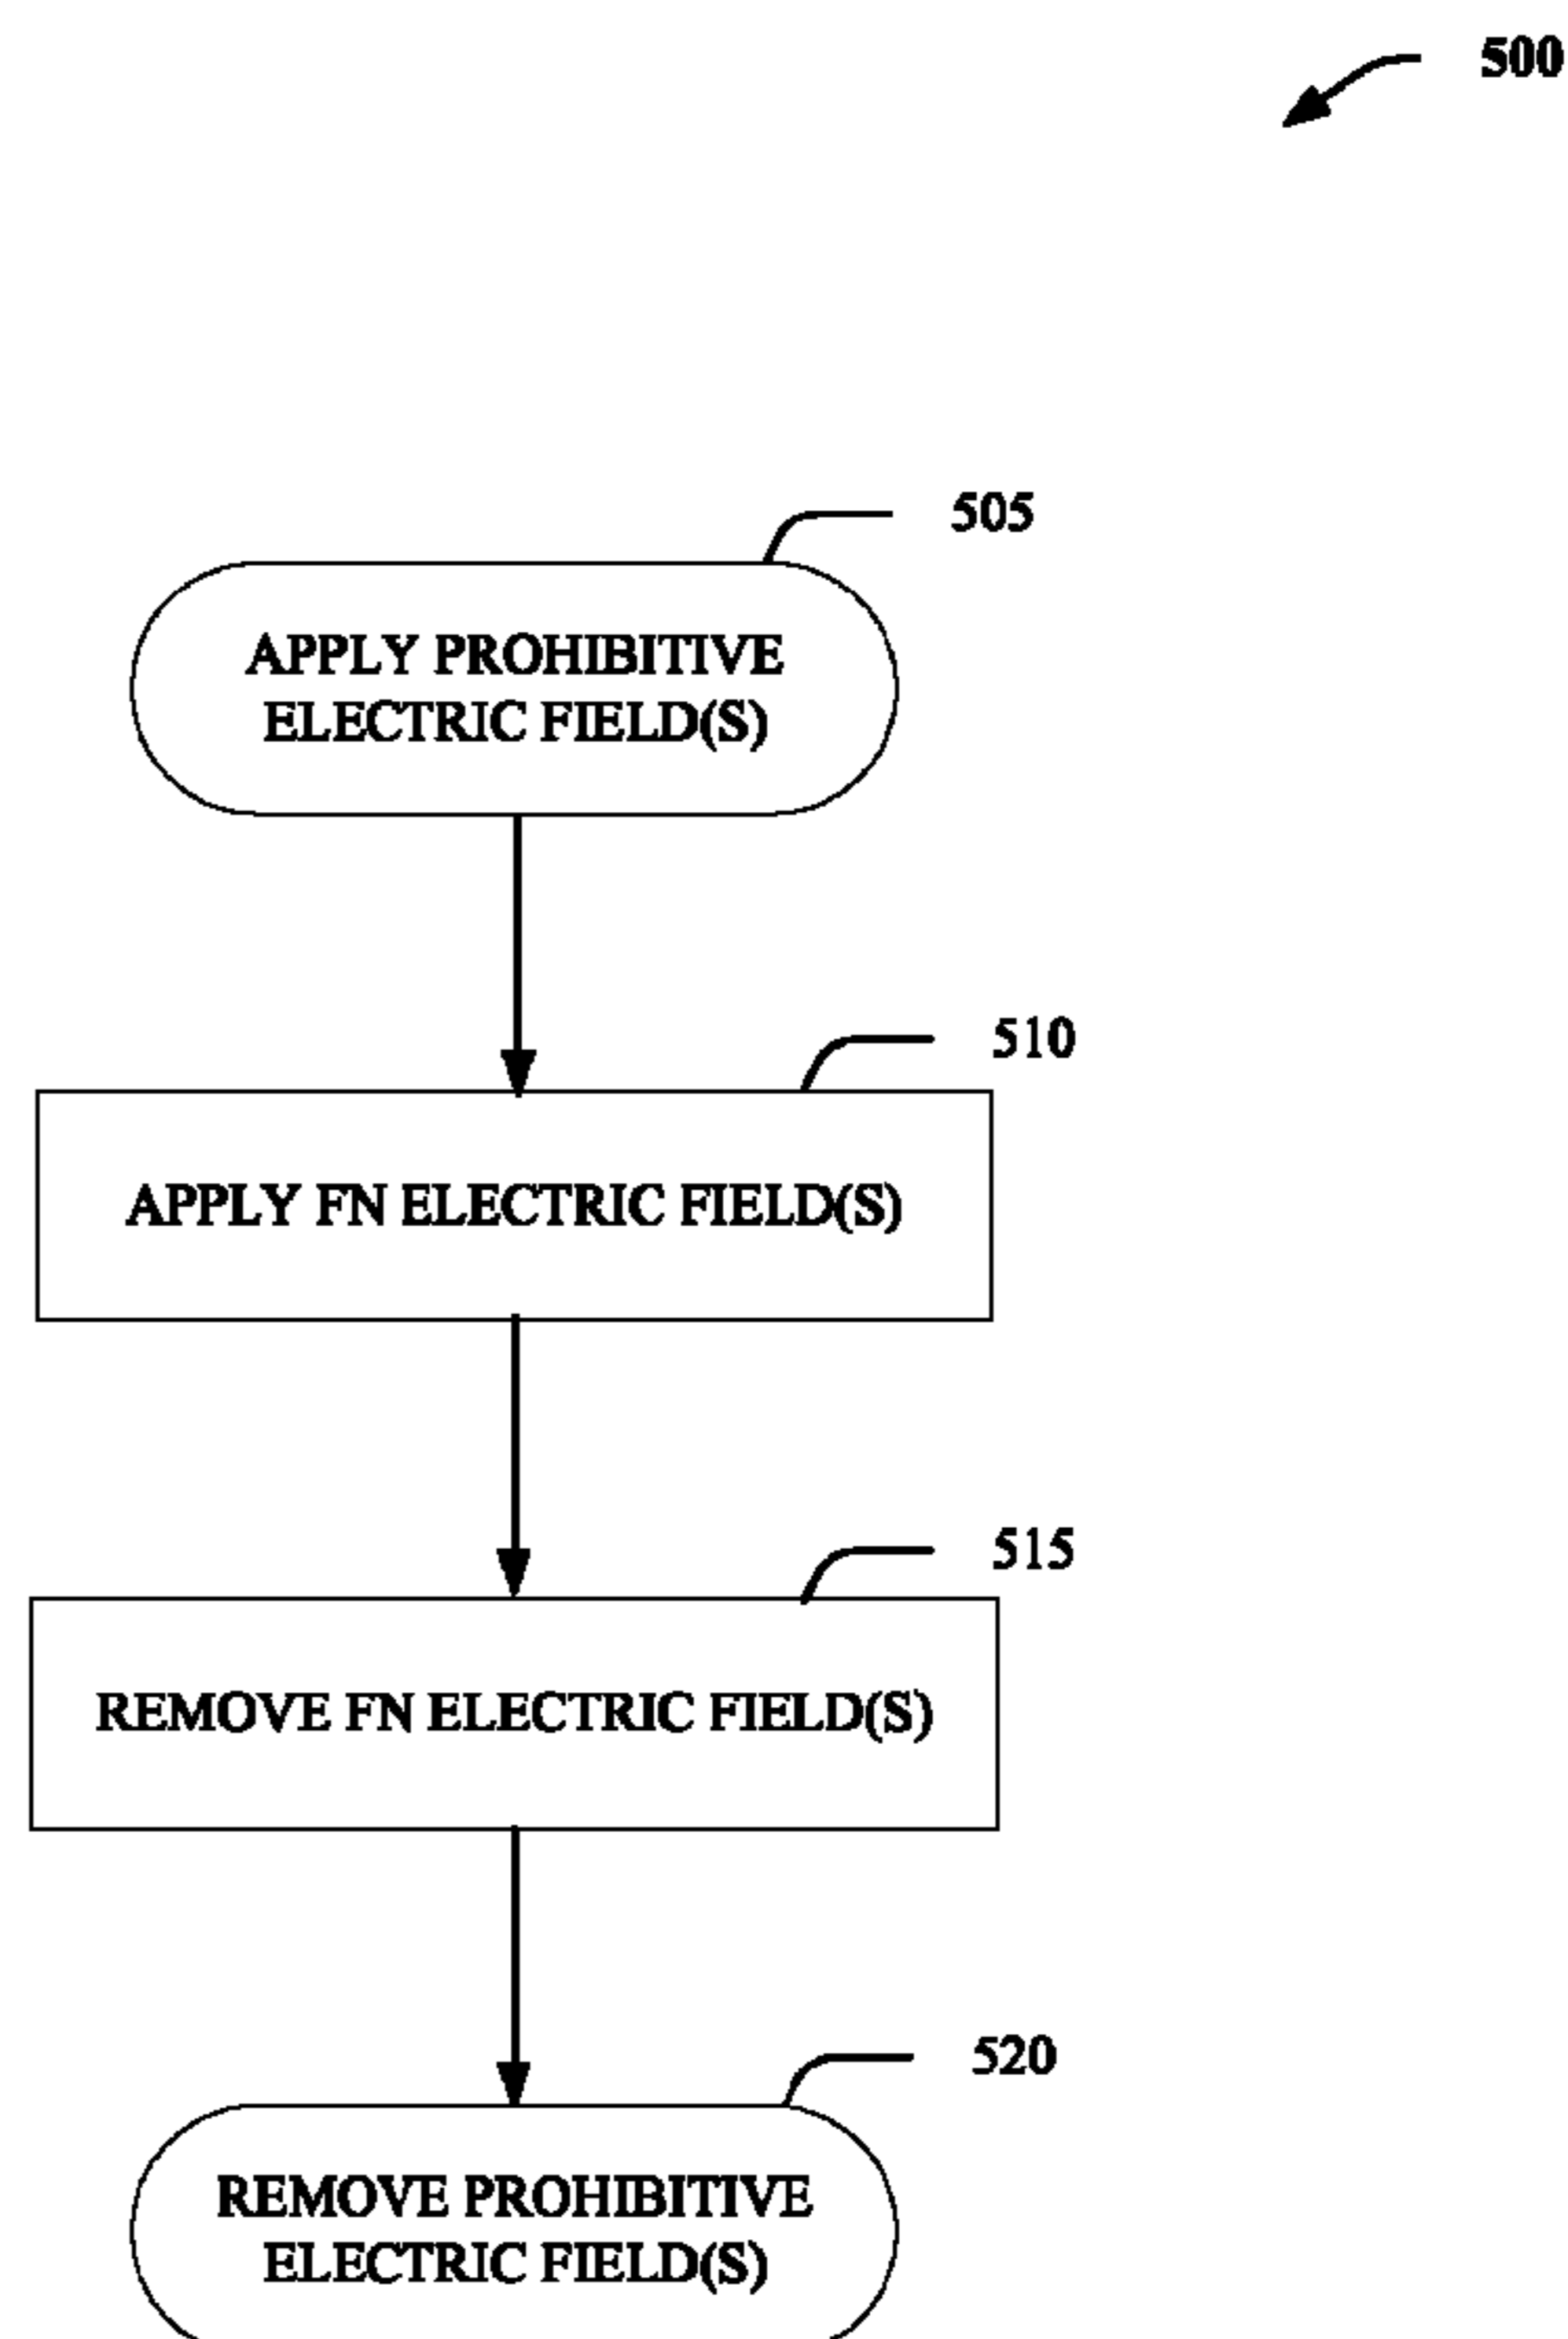 500
505
APPLY PROHIBITIVE
ELECTRIC FIELD(S)
510
APPLY FN ELECTRIC FIELD(S)
515
REMOVE FN ELECTRIC FIELD(S)
520
REMOVE PROHIBITIVE
ELECTRIC FIELD(S)